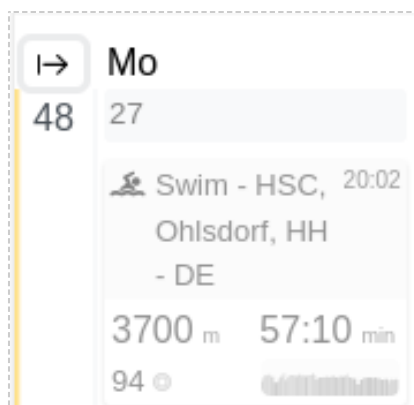 Mo
48 27
Swim - HSC, 20:02
Ohlsdorf, HH
- DE
3700 m 57:10 min
94